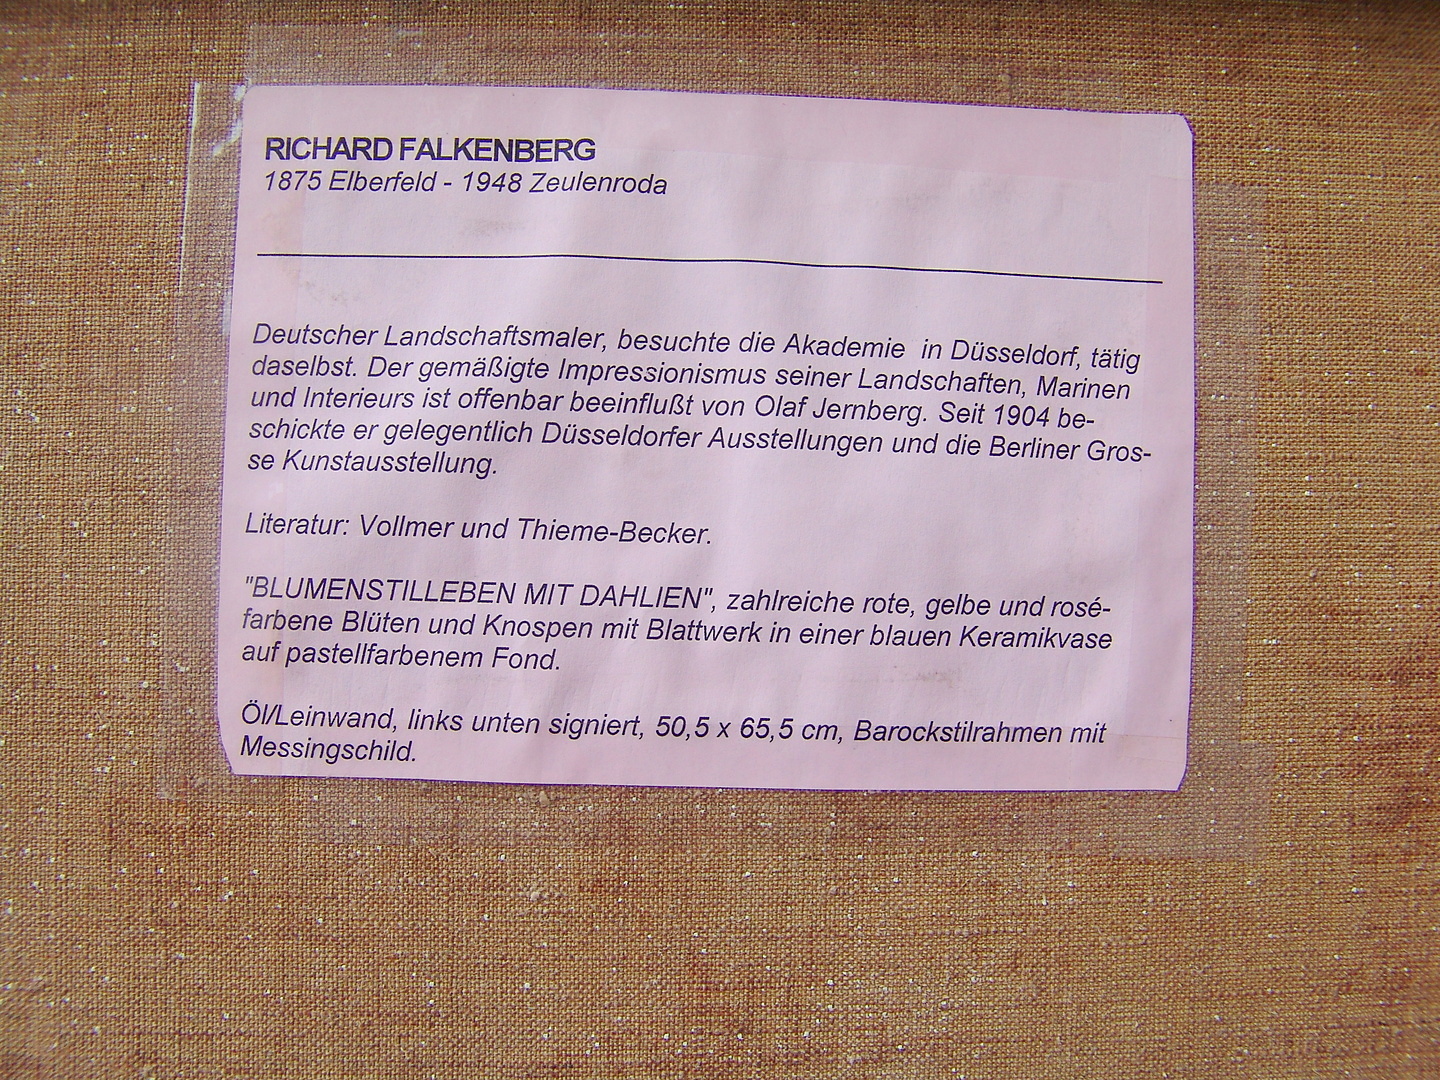 RICHARD FALKENBERG
1875 Elberfeld - 1948 Zeulenroda
Deutscher Landschaftsmaler, besuchte die Akademie in Düsseldorf, tätig
daselbst. Der gemäßigte Impressionismus seiner Landschaften, Marinen
und Interieurs ist offenbar beeinflußt von Olaf Jernberg. Seit 1904 be-
schickte er gelegentlich Düsseldorfer Ausstellungen und die Berliner Gros-
se Kunstausstellung.
Literatur: Vollmer und Thieme-Becker.
"BLUMENSTILLEBEN MIT DAHLIEN", zahlreiche rote, gelbe und rosé-
farbene Blüten und Knospen mit Blattwerk in einer blauen Keramikvase
auf pastellfarbenem Fond.
Öl/Leinwand, links unten signiert, 50,5 x 65,5 cm, Barockstilrahmen mit
Messingschild.